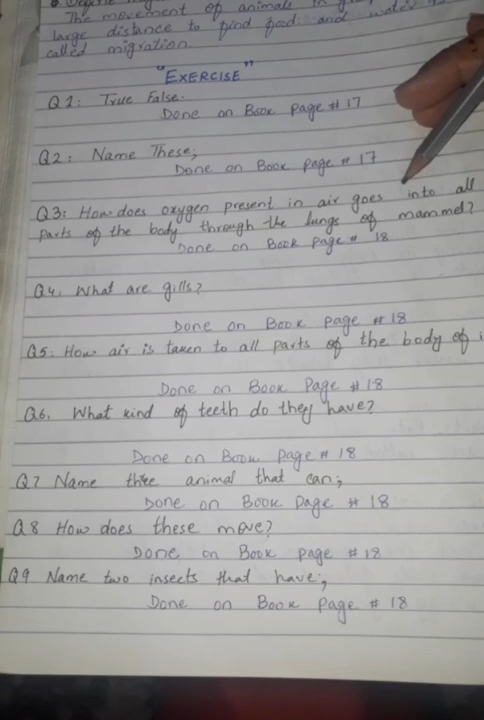 The movement of animals in
large distance to find food and water
called migration
"EXERCISE"
Q1: True False.
Done on Book page # 17
Q2: Name These;
Done on Book page # 17
Q3: How does oxygen present in air goes into all
parts of the body through the lungs of mammel?
Done on Book page # 18
Q4. What are gills?
Done on Book page # 18
Q5: How air is taken to all parts of the body of i
Done on Book Page # 18
Q6. What kind of teeth do they have?
Done on Book page # 18
Q7 Name three animal that can;
Done on Book page # 18
Q8 How does these move?
Done on Book page # 18
Q9 Name two insects that have;
Done on Book page # 18